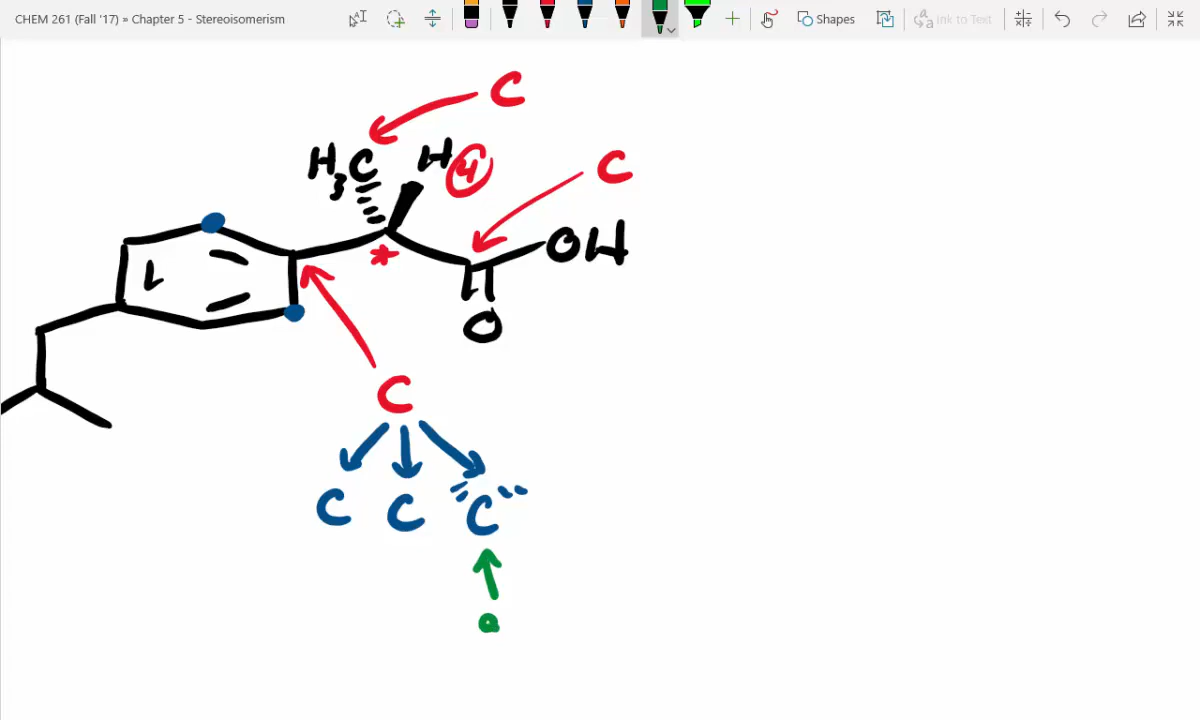 CHEM 261 (Fall '17) » Chapter 5 - Stereoisomerism
Shapes
Ink to Text
C
H₃C H 4
C
*
OH
O
C
C C "C"